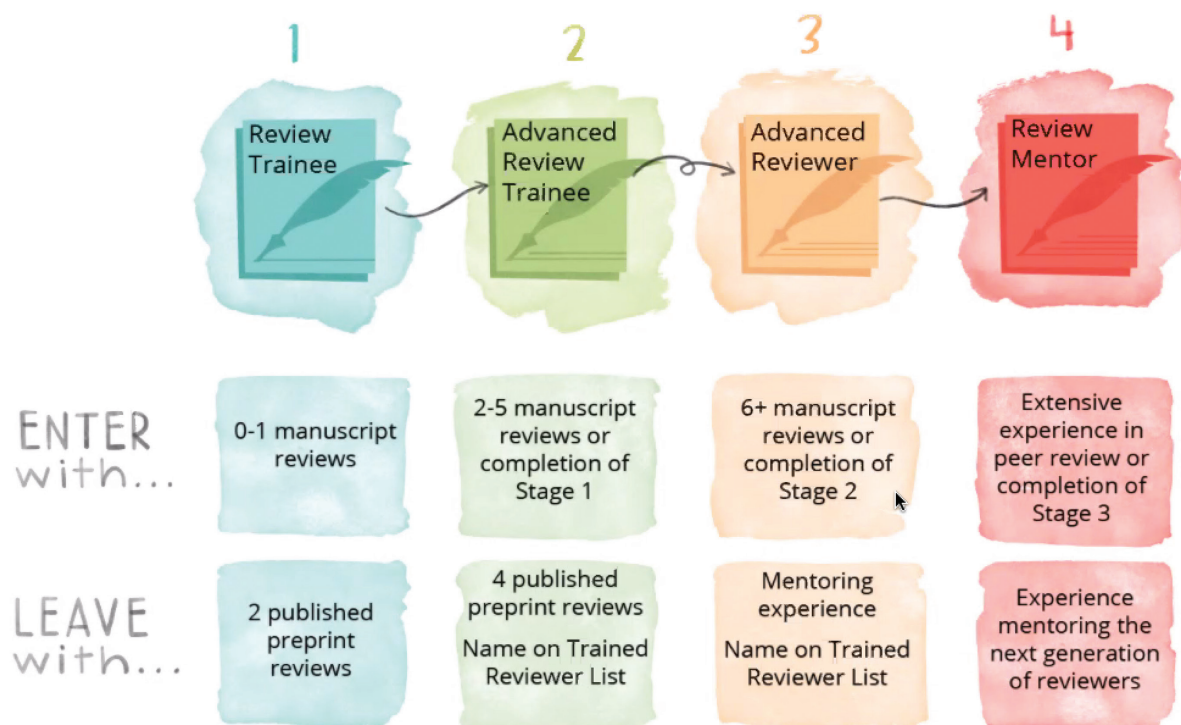 1
2
3
4
Review
Trainee
Advanced
Review
Trainee
Advanced
Reviewer
Review
Mentor
ENTER
with...
0-1 manuscript
reviews
2-5 manuscript
reviews or
completion of
Stage 1
6+ manuscript
reviews or
completion of
Stage 2
Extensive
experience in
peer review or
completion of
Stage 3
LEAVE
with...
2 published
preprint
reviews
4 published
preprint reviews
Name on Trained
Reviewer List
Mentoring
experience
Name on Trained
Reviewer List
Experience
mentoring the
next generation
of reviewers